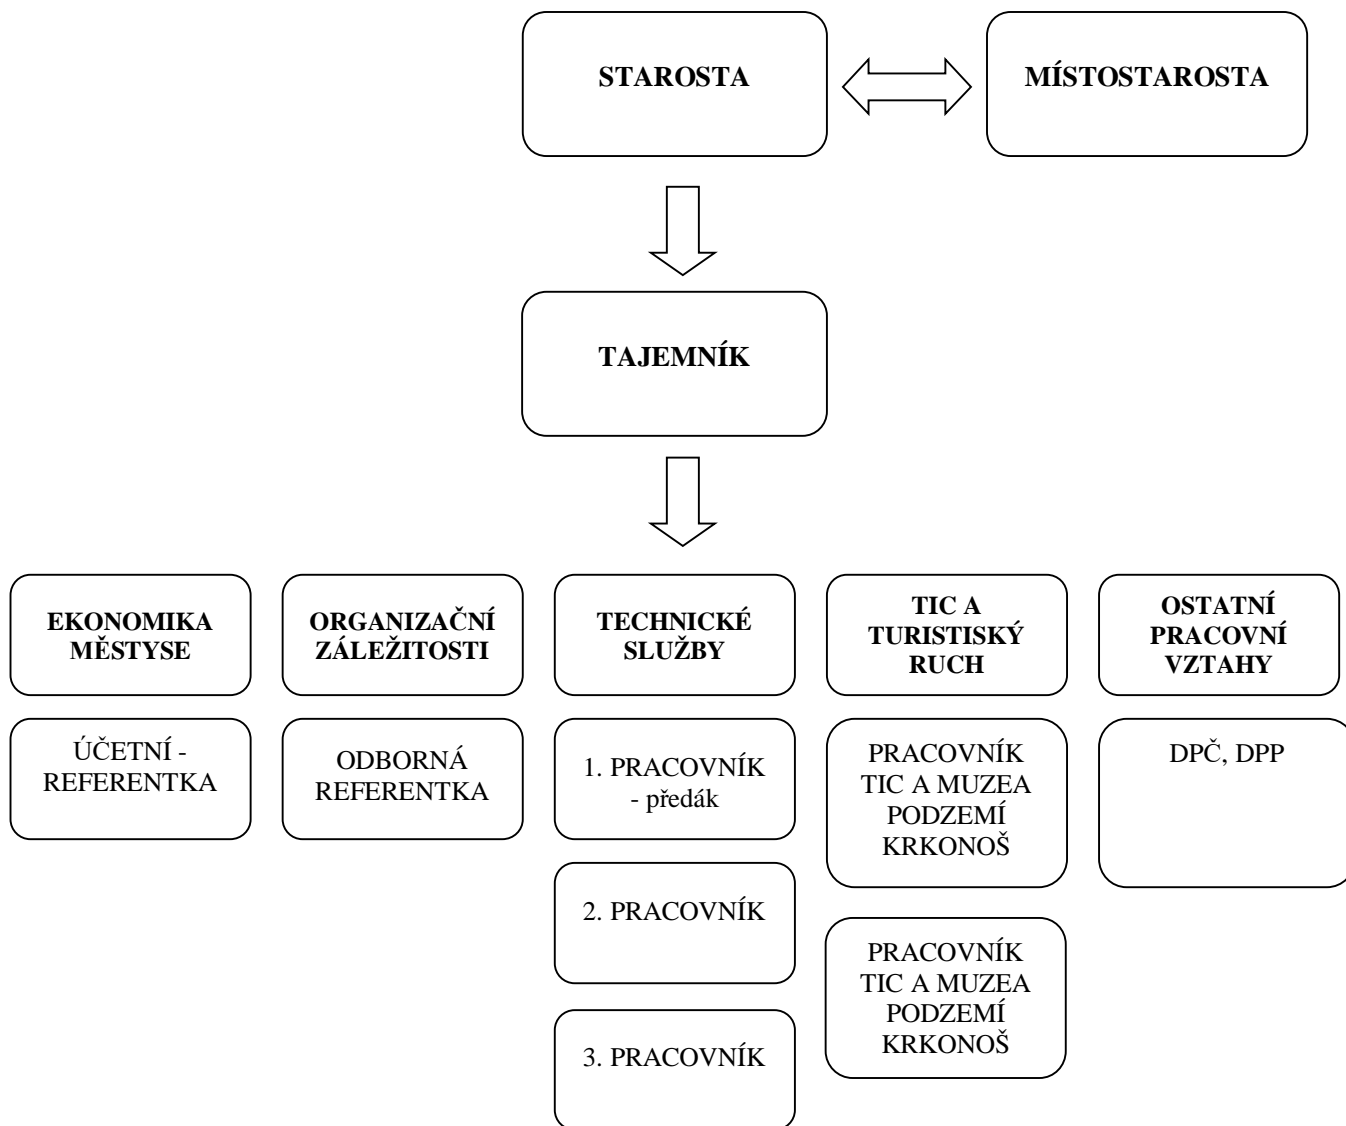 STAROSTA
MÍSTOSTAROSTA
TAJEMNÍK
EKONOMIKA
MĚSTYSE
ORGANIZAČNÍ
ZÁLEŽITOSTI
TECHNICKÉ
SLUŽBY
TIC A
TURISTISKÝ
RUCH
OSTATNÍ
PRACOVNÍ
VZTAHY
ÚČETNÍ -
REFERENTKA
ODBORNÁ
REFERENTKA
1. PRACOVNÍK
- předák
PRACOVNÍK
TIC A MUZEA
PODZEMÍ
KRKONOŠ
DPČ, DPP
2. PRACOVNÍK
PRACOVNÍK
TIC A MUZEA
PODZEMÍ
KRKONOŠ
3. PRACOVNÍK